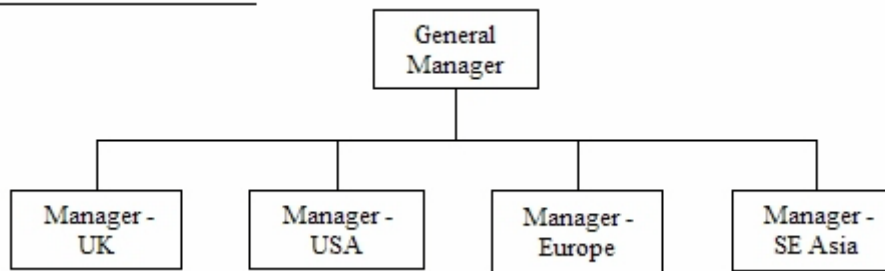 General
Manager
Manager -
UK
Manager -
USA
Manager -
Europe
Manager -
SE Asia